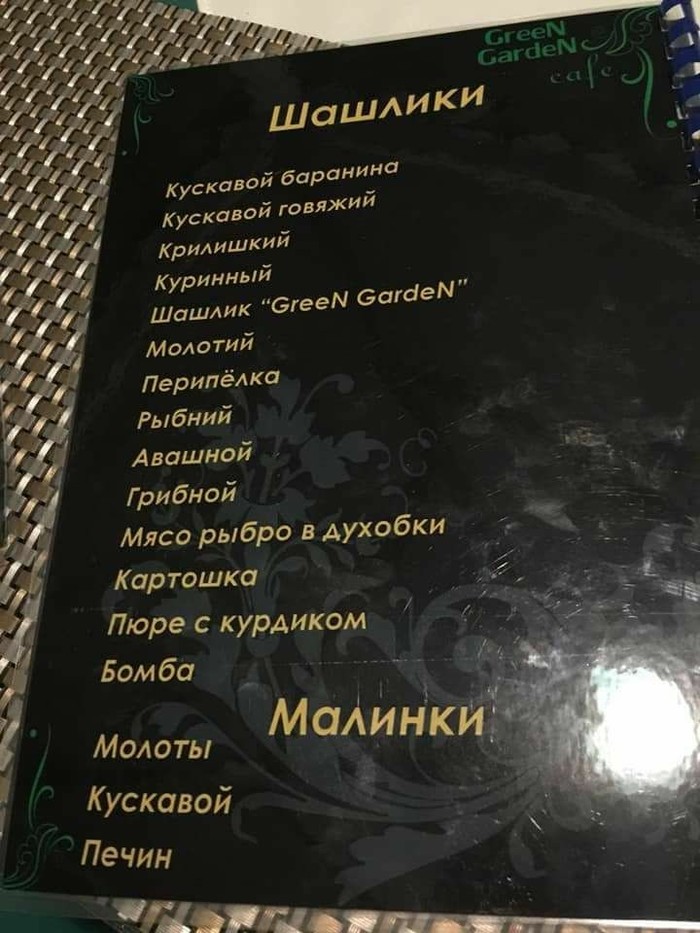 GreeN
GardeN
cafe
Шашлики
Кускавой баранина
Кускавой говяжий
Крилишкий
Куринный
Шашлик “GreeN GardeN”
Молотий
Перипёлка
Рыбний
Авашной
Грибной
Мясо рыбро в духобки
Картошка
Пюре с курдиком
Бомба
Малинки
Молоты
Кускавой
Печин